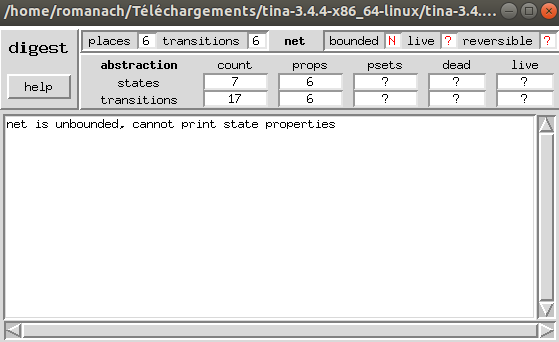 /home/romanach/Téléchargements/tina-3.4.4-x86_64-linux/tina-3.4....
digest
help
places 6 transitions 6 net bounded N live ? reversible ?
abstraction count props psets dead live
states 7 6 ? ? ?
transitions 17 6 ? ? ?
net is unbounded, cannot print state properties